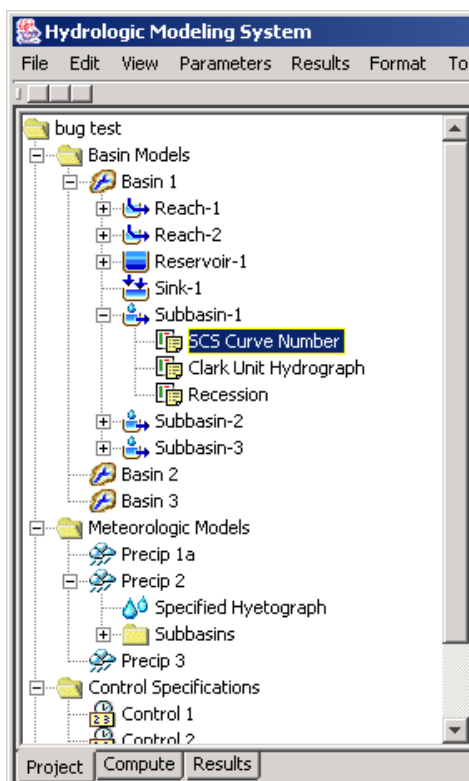 Hydrologic Modeling System
File Edit View Parameters Results Format To
bug test
Basin Models
Basin 1
Reach-1
Reach-2
Reservoir-1
Sink-1
Subbasin-1
SCS Curve Number
Clark Unit Hydrograph
Recession
Subbasin-2
Subbasin-3
Basin 2
Basin 3
Meteorologic Models
Precip 1a
Precip 2
Specified Hyetograph
Subbasins
Precip 3
Control Specifications
Control 1
Control 2
Project Compute Results